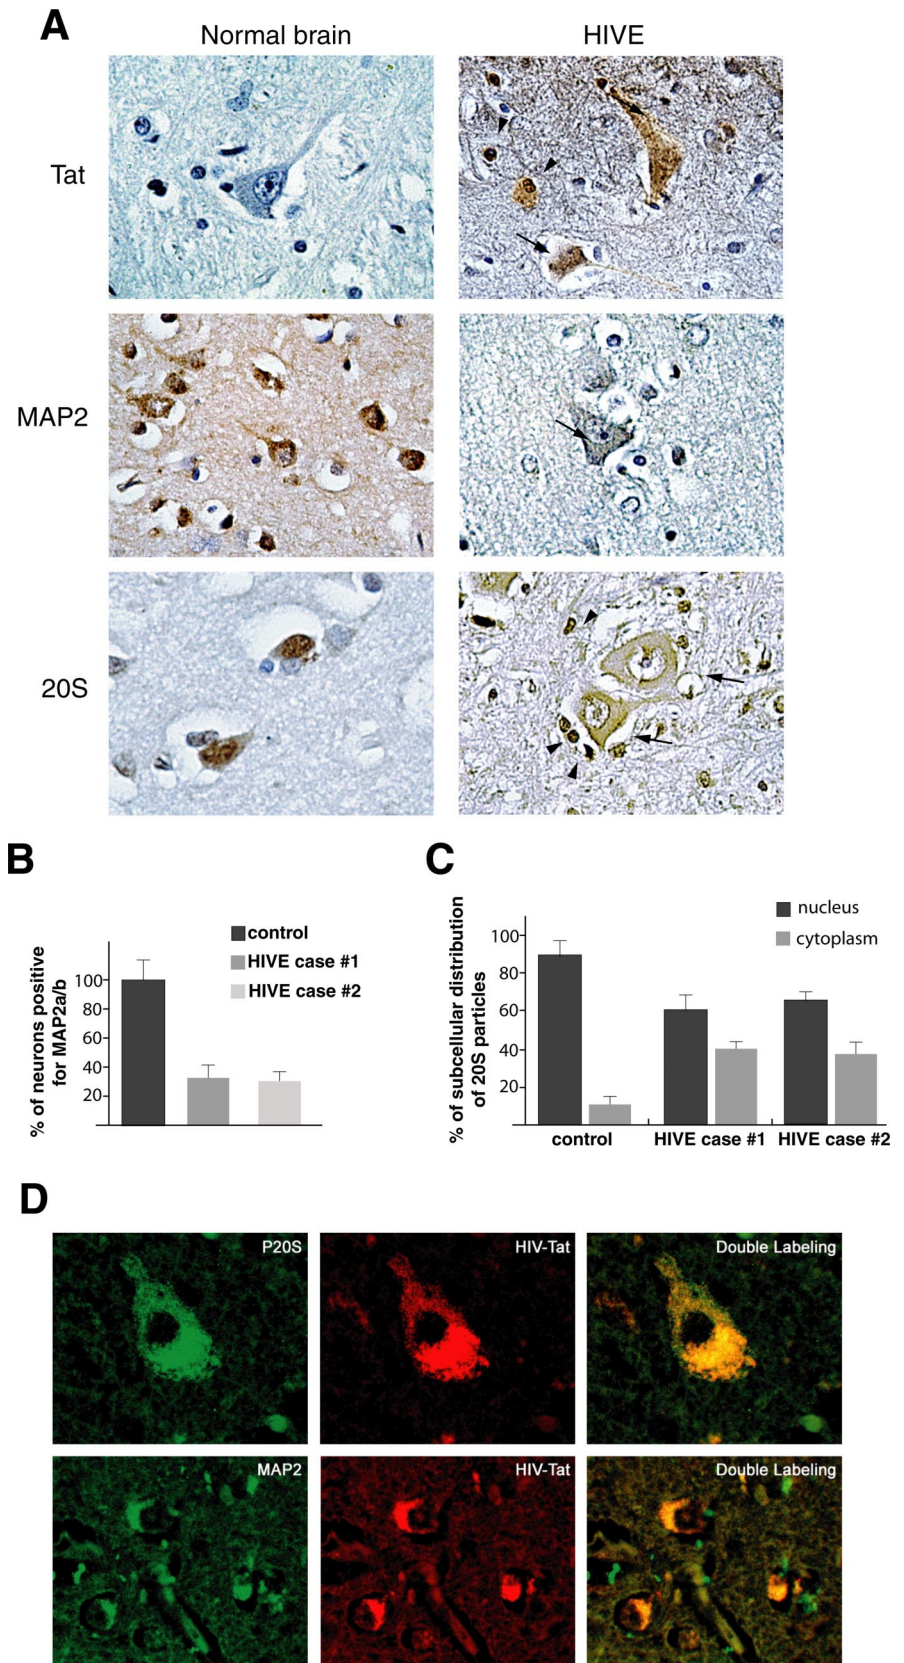 A
Normal brain
HIVE
Tat
MAP2
20S
B
% of neurons positive
for MAP2a/b
100
80
60
40
20
control
HIVE case #1
HIVE case #2
C
% of subcellular distribution
of 20S particles
100
80
60
40
20
nucleus
cytoplasm
control
HIVE case #1
HIVE case #2
D
P20S
HIV-Tat
Double Labeling
MAP2
HIV-Tat
Double Labeling